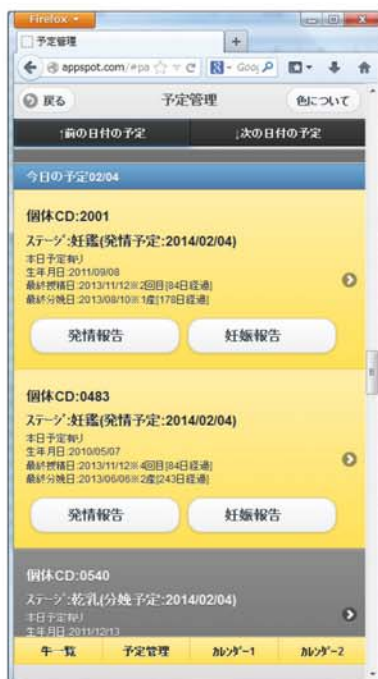 Firefox
予定管理
appspot.com/#pa
Goo
戻る
予定管理
色について
↑前の日付の予定
↓次の日付の予定
今日の予定02/04
個体CD:2001
ステージ:妊鑑(発情予定:2014/02/04)
本日予定有り
生年月日:2011/09/08
最終授精日:2013/11/12※2回目[84日経過]
最終分娩日:2013/08/10※1産[178日経過]
発情報告
妊娠報告
個体CD:0483
ステージ:妊鑑(発情予定:2014/02/04)
本日予定有り
生年月日:2010/05/07
最終授精日:2013/11/12※4回目[84日経過]
最終分娩日:2013/06/06※2産[243日経過]
発情報告
妊娠報告
個体CD:0540
ステージ:乾乳(分娩予定:2014/02/04)
本日予定有り
生年月日:2011/12/13
牛一覧
予定管理
カレンダー1
カレンダー2